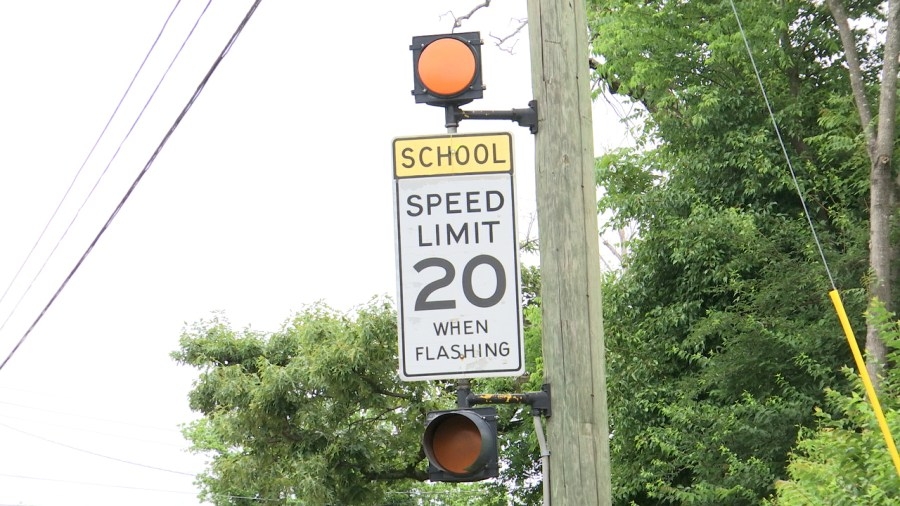 SCHOOL
SPEED
LIMIT
20
WHEN
FLASHING